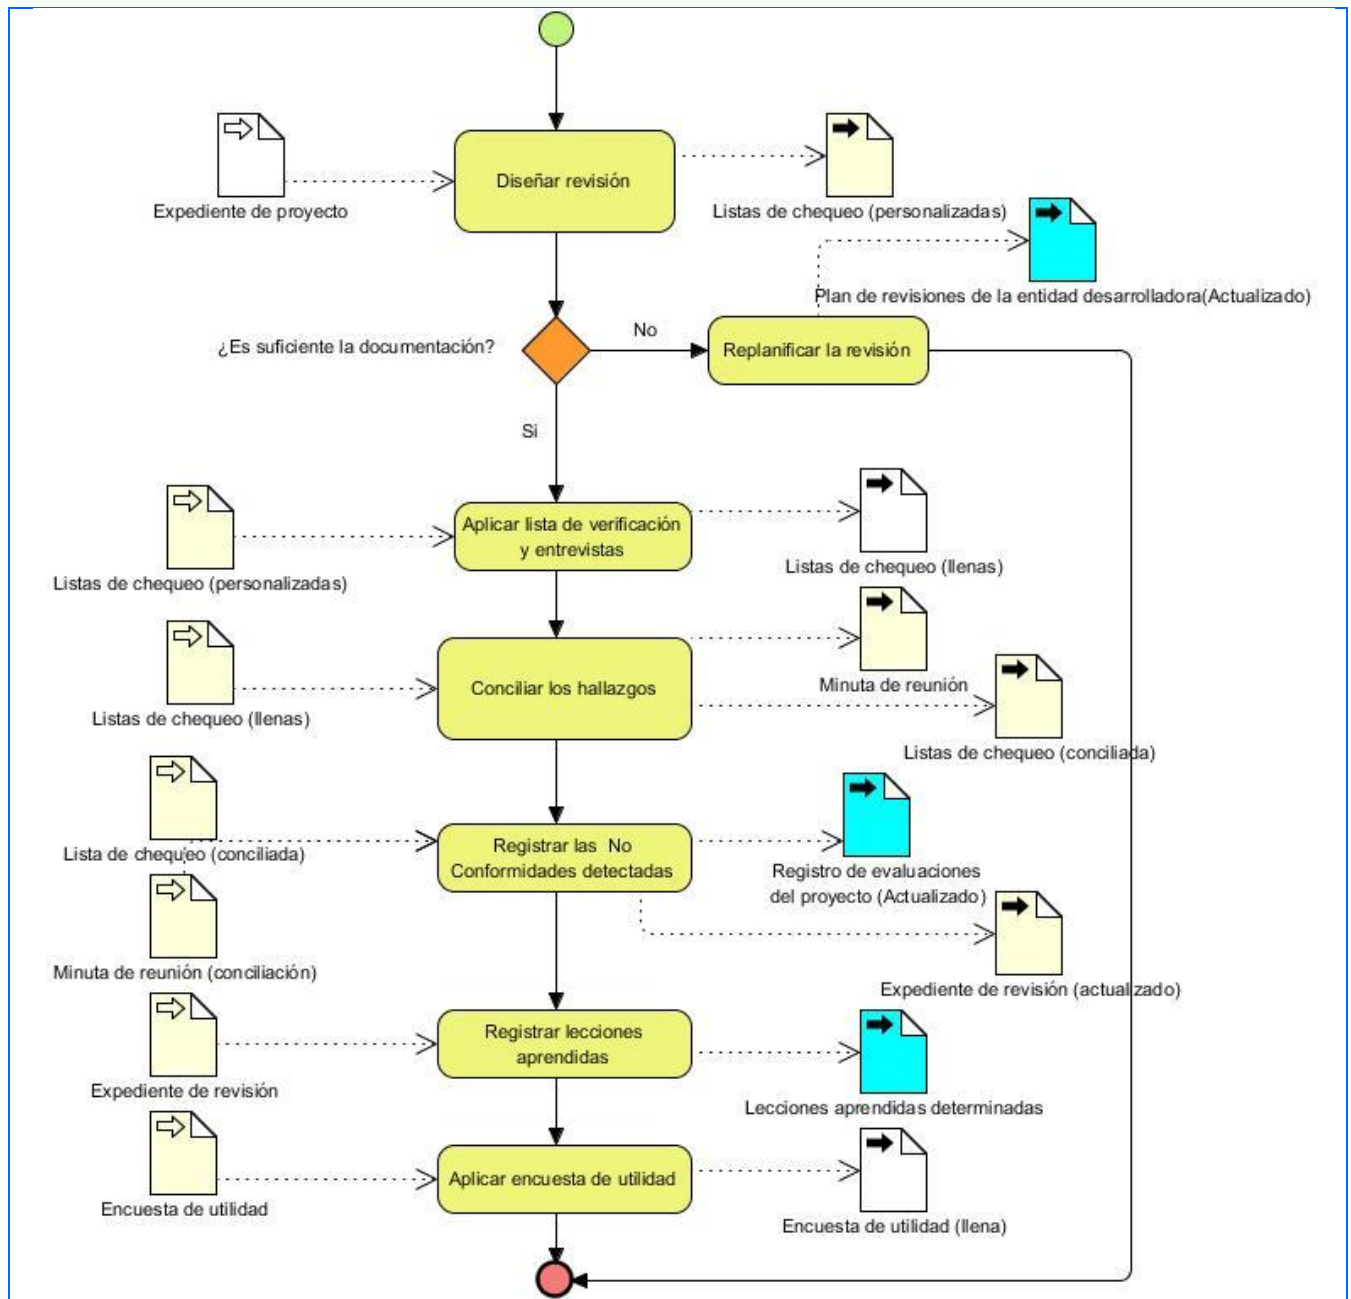 Diseñar revisión
Expediente de proyecto
Listas de chequeo (personalizadas)
Plan de revisiones de la entidad desarrolladora(Actualizado)
¿Es suficiente la documentación?
No
Replanificar la revisión
Si
Aplicar lista de verificación
y entrevistas
Listas de chequeo (personalizadas)
Listas de chequeo (llenas)
Conciliar los hallazgos
Minuta de reunión
Listas de chequeo (llenas)
Listas de chequeo (conciliada)
Registrar las No
Conformidades detectadas
Lista de chequeo (conciliada)
Registro de evaluaciones
del proyecto (Actualizado)
Minuta de reunión (conciliación)
Expediente de revisión (actualizado)
Registrar lecciones
aprendidas
Expediente de revisión
Lecciones aprendidas determinadas
Aplicar encuesta de utilidad
Encuesta de utilidad
Encuesta de utilidad (llena)